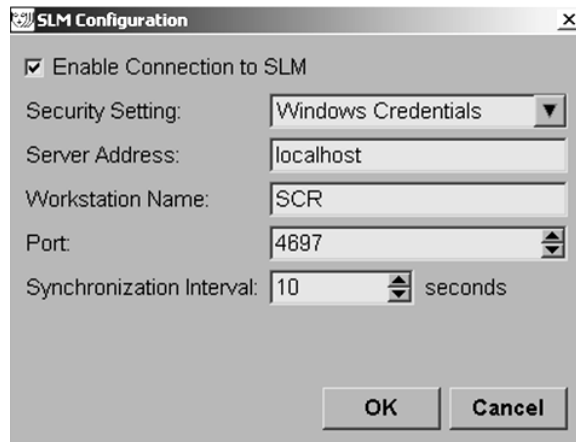 SLM Configuration
Enable Connection to SLM
Security Setting: Windows Credentials
Server Address: localhost
Workstation Name: SCR
Port: 4697
Synchronization Interval: 10 seconds
OK Cancel